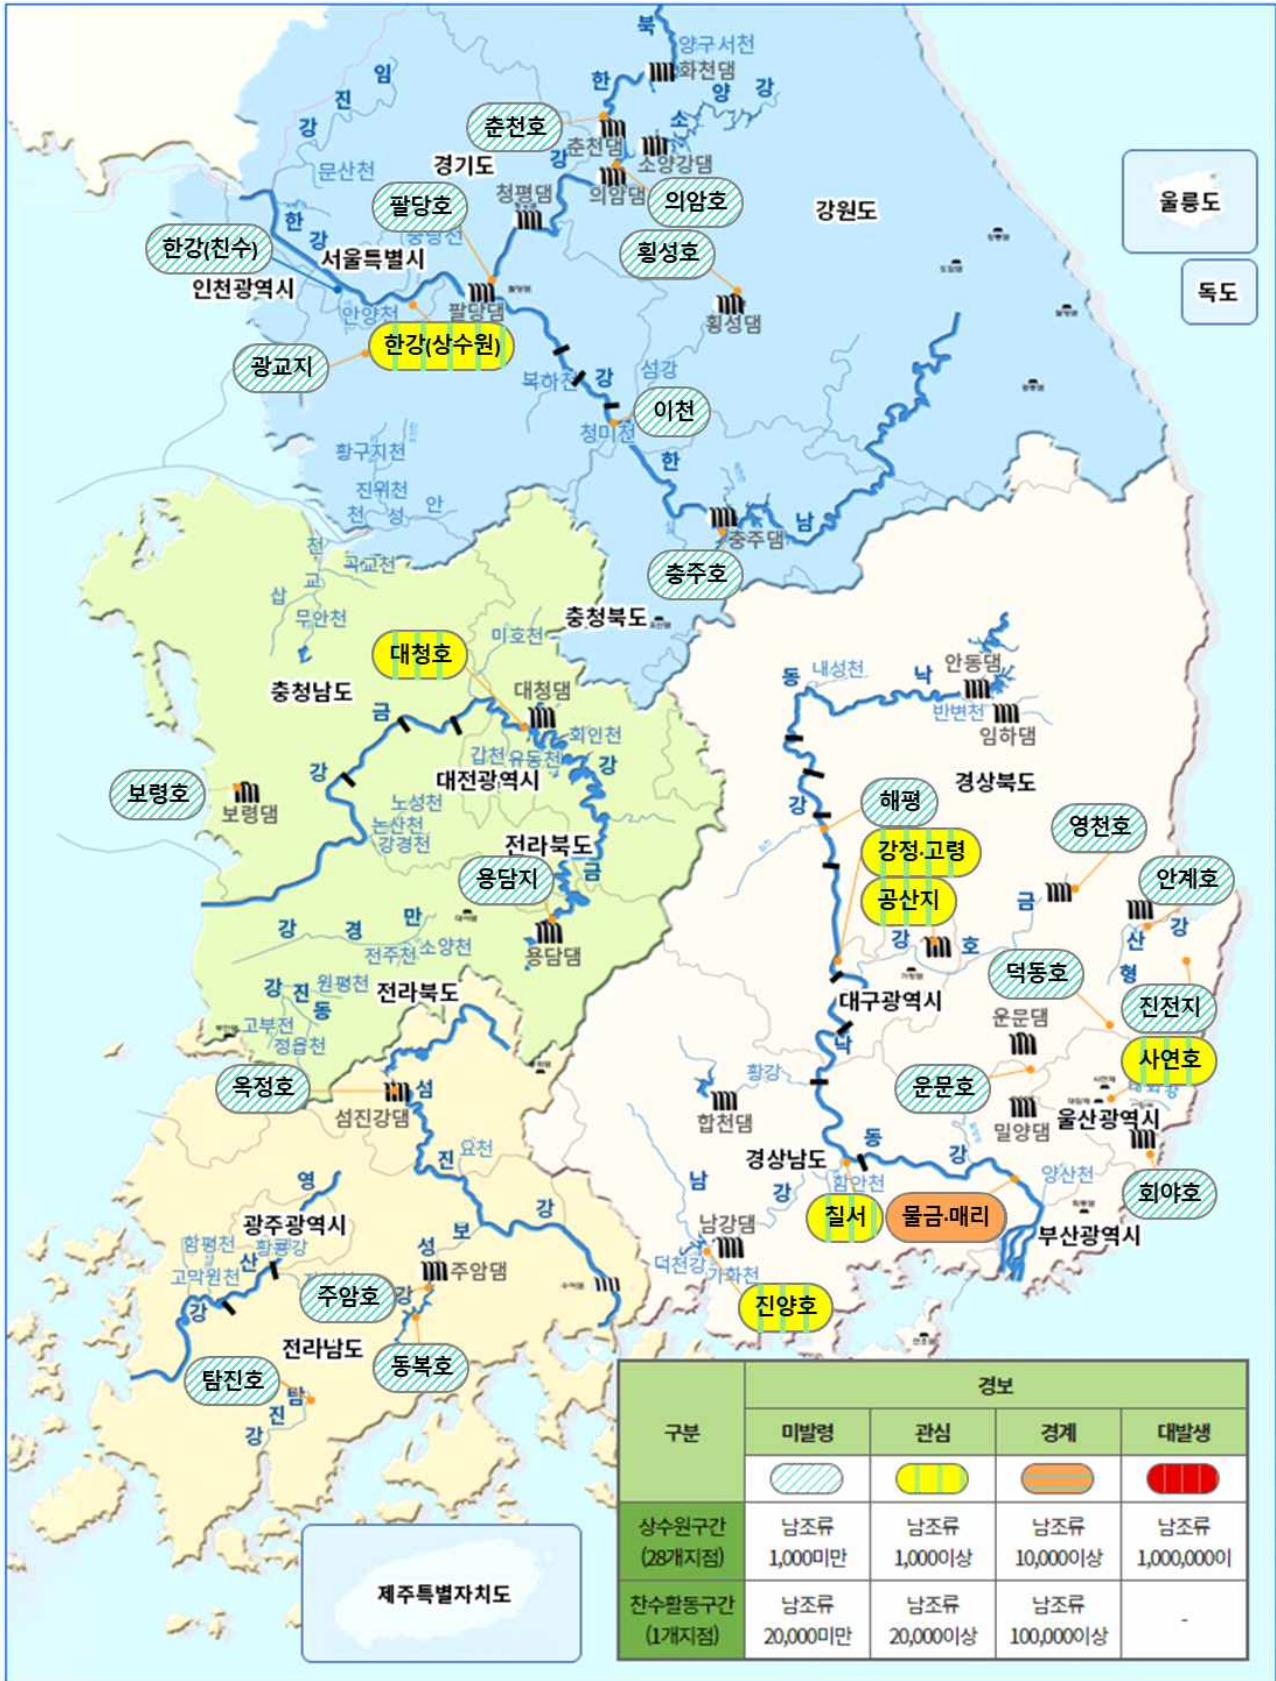 북
양구서천
화천댐
임
진
강
한
양
강
소
춘천호
춘천댐
강
소양강댐
문산천
경기도
청평댐
의암댐
의암호
강원도
울릉도
팔당호
한
강
한강(친수)
서울특별시
횡성호
독도
인천광역시
안양천
팔당댐
횡성댐
한강(상수원)
광교지
복하천
강
섬강
이천
청미천
황구지천
한
진위천
안
성
천
남
충주댐
충주호
천
교
삽
곡교천
무안천
충청북도
미호천
대청호
충청남도
대청댐
금
회인천
갑천
유등천
강
대전광역시
강
보령호
보령댐
노성천
논산천
강경천
전라북도
용담지
금
용담댐
강
경
만
전주천
소양천
강
진
동
원평천
고부천
정읍천
전라북도
동
내성천
낙
안동댐
반변천
임하댐
경상북도
강
해평
강정.고령
공산지
영천호
안계호
금
강
호
산
강
형
덕동호
대구광역시
진전지
운문댐
사연호
낙
운문호
황강
합천댐
밀양댐
울산광역시
경상남도
동
강
함안천
양산천
회야호
남
강
칠서
물금.매리
부산광역시
남강댐
덕천강
가화천
진양호
옥정호
섬진강댐
섬
진
요천
강
영
광주광역시
함평천
황룡강
산
고막원천
강
보
성
강
주암댐
주암호
동복호
전라남도
탐진호
탐
진
강
제주특별자치도
구분
경보
미발령
관심
경계
대발생
상수원구간
(28개지점)
남조류
1,000미만
남조류
1,000이상
남조류
10,000이상
남조류
1,000,000이
찬수활동구간
(1개지점)
남조류
20,000미만
남조류
20,000이상
남조류
100,000이상
-